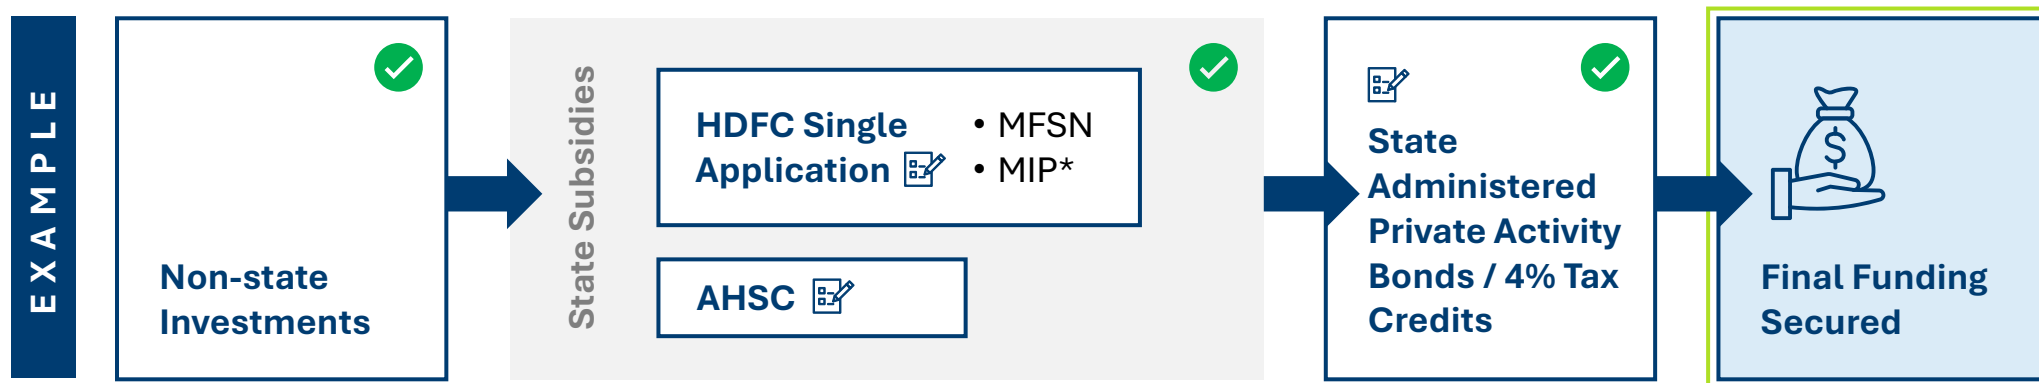 EXAMPLE
Non-state
Investments
State Subsidies
HDFC Single
Application
• MFSN
• MIP*
AHSC
State
Administered
Private Activity
Bonds / 4% Tax
Credits
$
Final Funding
Secured